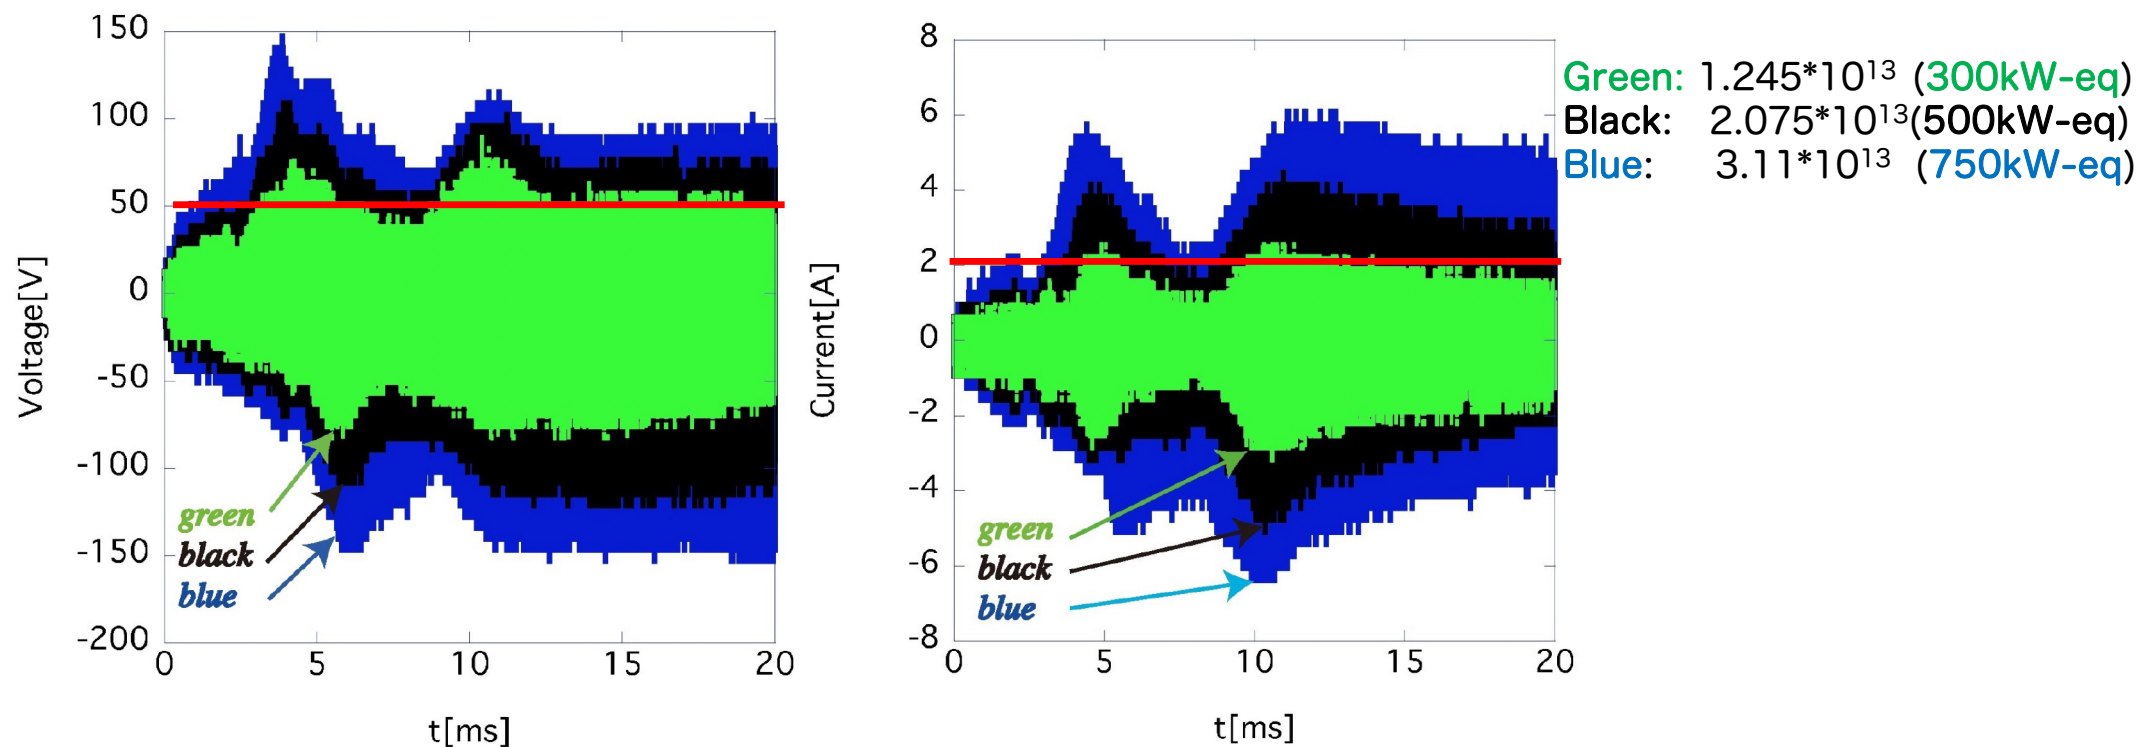 150
100
50
0
-50
-100
-150
-200
Voltage[V]
0 5 10 15 20
t[ms]
green
black
blue
8
6
4
2
0
-2
-4
-6
-8
Current[A]
0 5 10 15 20
t[ms]
green
black
blue
Green: 1.245*10¹³ (300kW-eq)
Black: 2.075*10¹³(500kW-eq)
Blue: 3.11*10¹³ (750kW-eq)